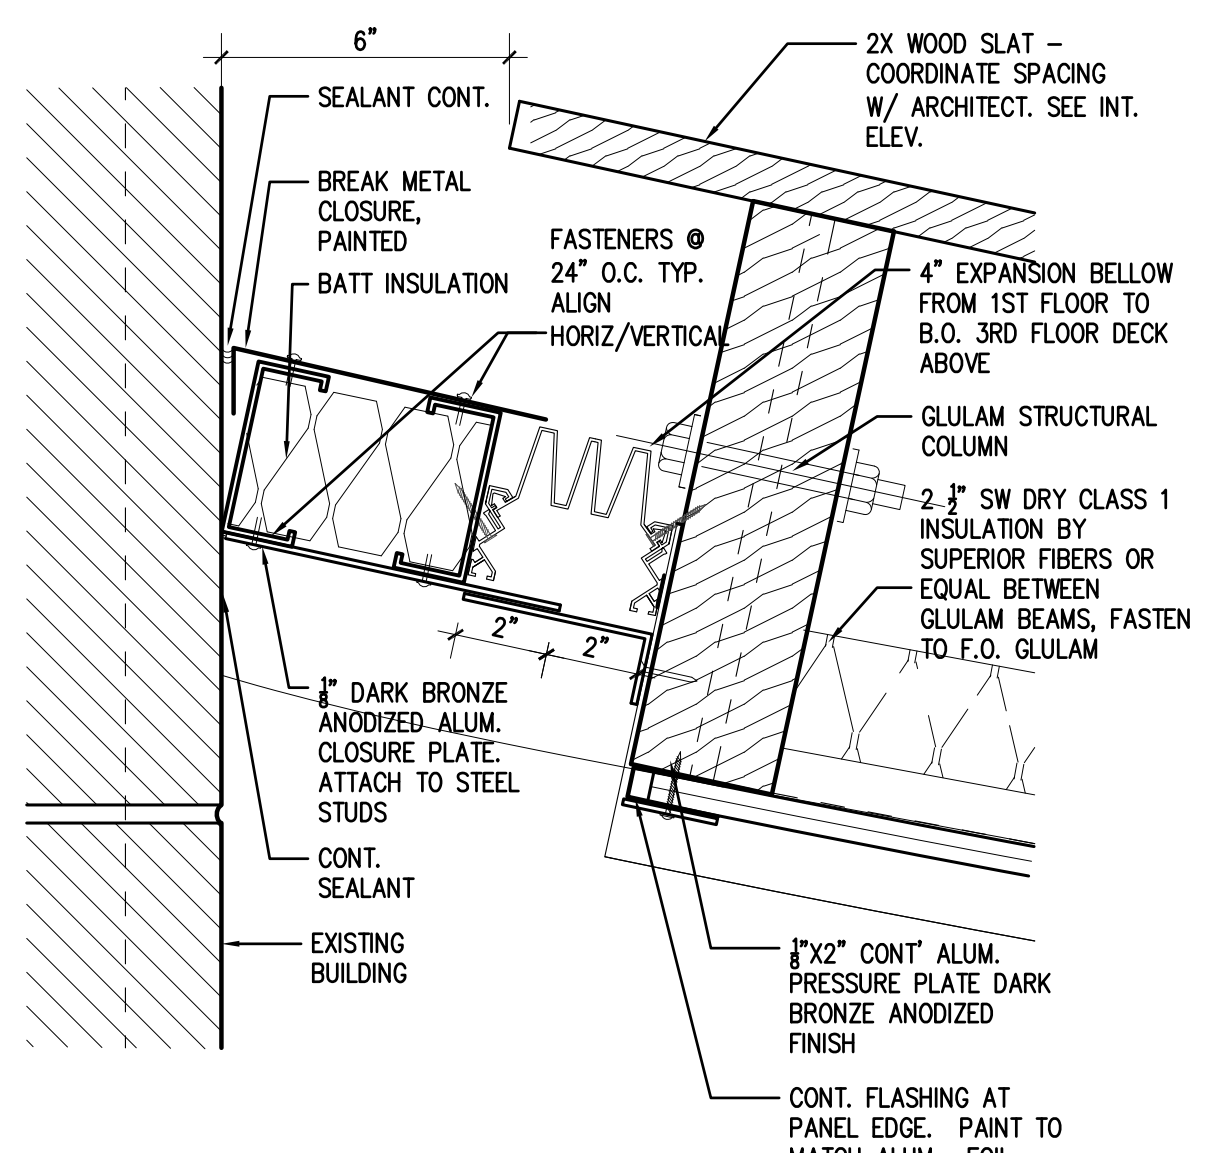 6"
2X WOOD SLAT –
COORDINATE SPACING
W/ ARCHITECT. SEE INT.
ELEV.
SEALANT CONT.
BREAK METAL
CLOSURE,
PAINTED
BATT INSULATION
FASTENERS @
24" O.C. TYP.
ALIGN
HORIZ/VERTICAL
4" EXPANSION BELLOW
FROM 1ST FLOOR TO
B.O. 3RD FLOOR DECK
ABOVE
GLULAM STRUCTURAL
COLUMN
2 1/2" SW DRY CLASS 1
INSULATION BY
SUPERIOR FIBERS OR
EQUAL BETWEEN
GLULAM BEAMS, FASTEN
TO F.O. GLULAM
2"
2"
1/8" DARK BRONZE
ANODIZED ALUM.
CLOSURE PLATE.
ATTACH TO STEEL
STUDS
CONT.
SEALANT
EXISTING
BUILDING
1/8"X2" CONT' ALUM.
PRESSURE PLATE DARK
BRONZE ANODIZED
FINISH
CONT. FLASHING AT
PANEL EDGE. PAINT TO
MATCH ALUM.